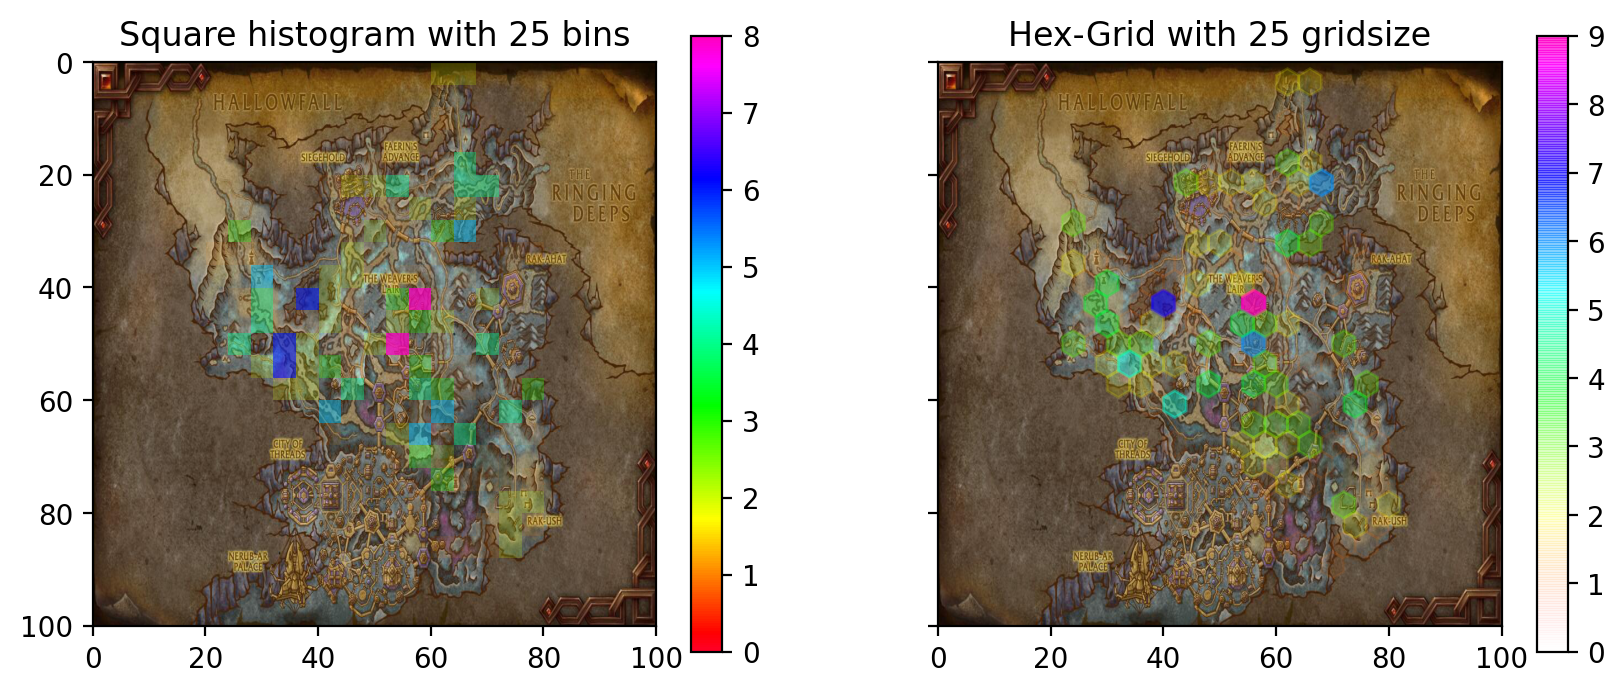 Square histogram with 25 bins
0
20
40
60
80
100
0
20
40
60
80
100
HALLOWFALL
SIEGEHOLD
FAERIN'S
ADVANCE
THE
RINGING
DEEPS
RAK-AHAT
THE WEAVER'S
LAIR
CITY OF
THREADS
RAK-USH
NERUB-AR
PALACE
8
7
6
5
4
3
2
1
0
Hex-Grid with 25 gridsize
0
20
40
60
80
100
HALLOWFALL
SIEGEHOLD
FAERIN'S
ADVANCE
THE
RINGING
DEEPS
RAK-AHAT
THE WEAVER'S
LAIR
CITY OF
THREADS
RAK-USH
NERUB-AR
PALACE
9
8
7
6
5
4
3
2
1
0